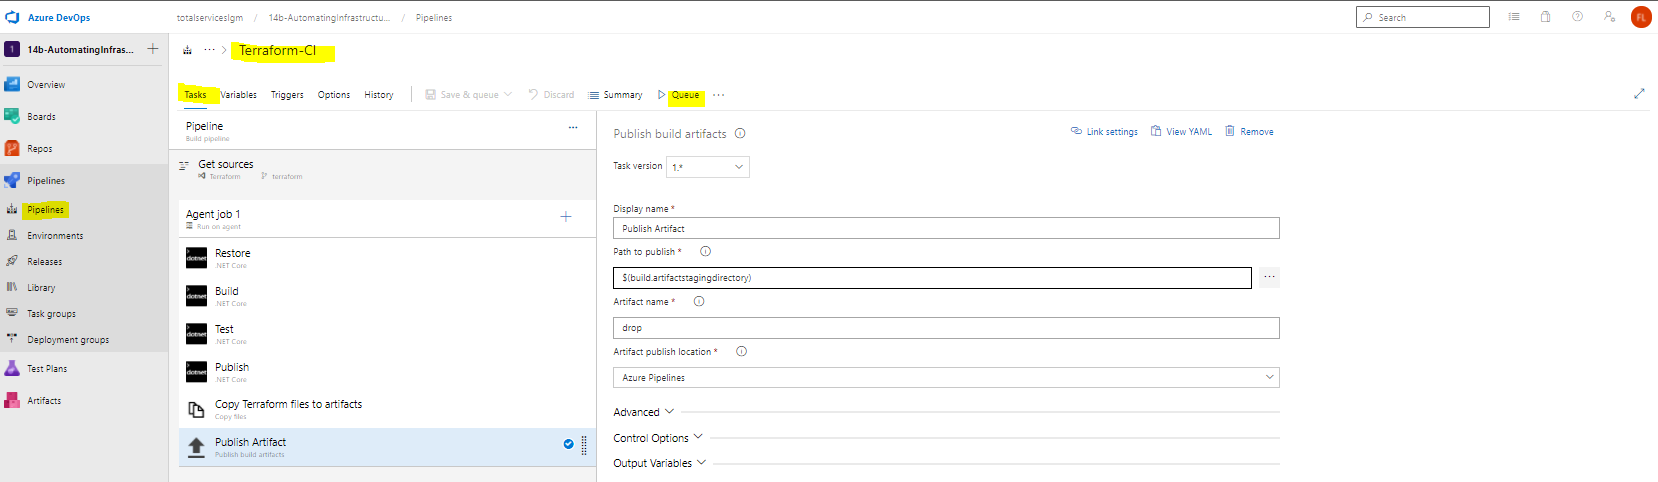 Azure DevOps
totalserviceslgm / 14b-AutomatingInfrastructu... / Pipelines
Search
FL
1 14b-AutomatingInfras...
Terraform-CI
Overview
Boards
Repos
Pipelines
Pipelines
Environments
Releases
Library
Task groups
Deployment groups
Test Plans
Artifacts
Tasks Variables Triggers Options History Save & queue Discard Summary Queue ...
Pipeline
Build pipeline
Get sources
Terraform terraform
Agent job 1
Run on agent
dotnet Restore
.NET Core
dotnet Build
.NET Core
dotnet Test
.NET Core
dotnet Publish
.NET Core
Copy Terraform files to artifacts
Copy files
Publish Artifact
Publish build artifacts
Publish build artifacts
Link settings View YAML Remove
Task version 1.*
Display name *
Publish Artifact
Path to publish *
$(build.artifactstagingdirectory)
Artifact name *
drop
Artifact publish location *
Azure Pipelines
Advanced
Control Options
Output Variables